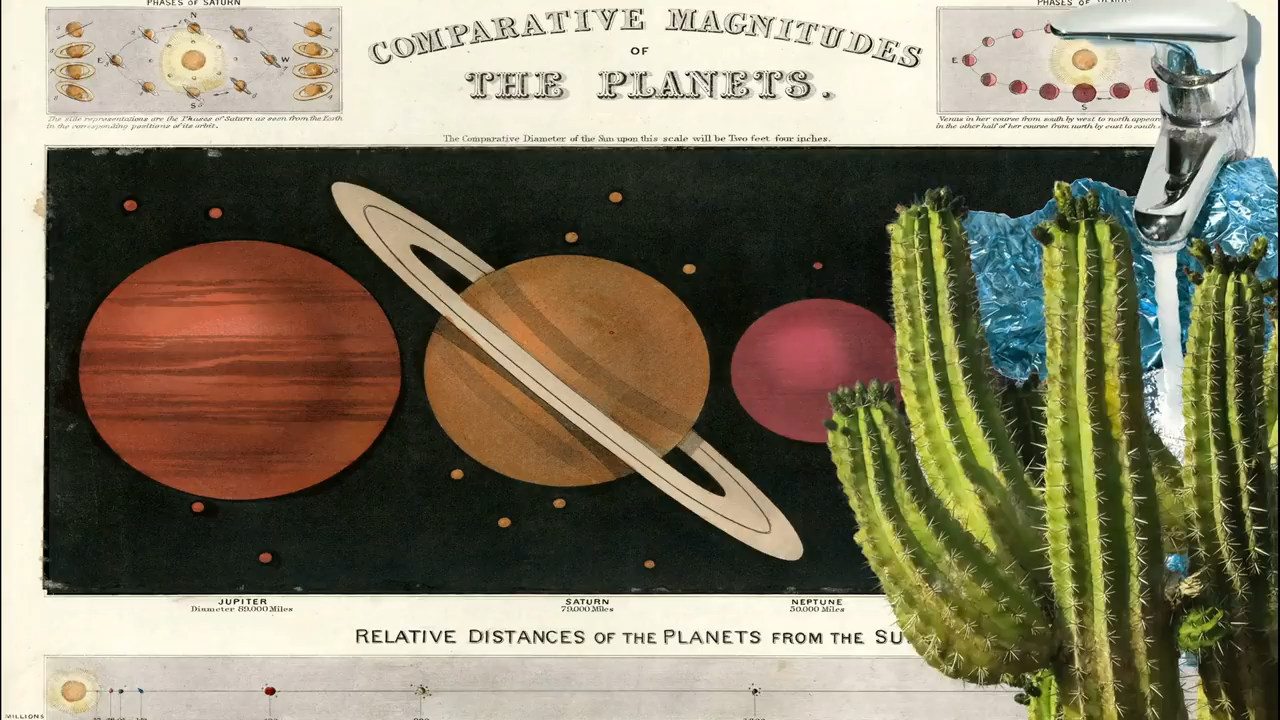 PHASES OF SATURN
N
E
W
S
The side representations are the Phases of Saturn as seen from the Earth
in the corresponding positions of its orbit.
COMPARATIVE MAGNITUDES
OF
THE PLANETS.
The Comparative Diameter of the Sun upon this scale will be Two feet four inches.
PHASES OF
E
S
Venus in her course from south by west to north appears
in the other half of her course from north by east to south
JUPITER
Diameter 89.000 Miles
SATURN
79.000 Miles
NEPTUNE
50.000 Miles
RELATIVE DISTANCES OF THE PLANETS FROM THE SU
MILLIONS